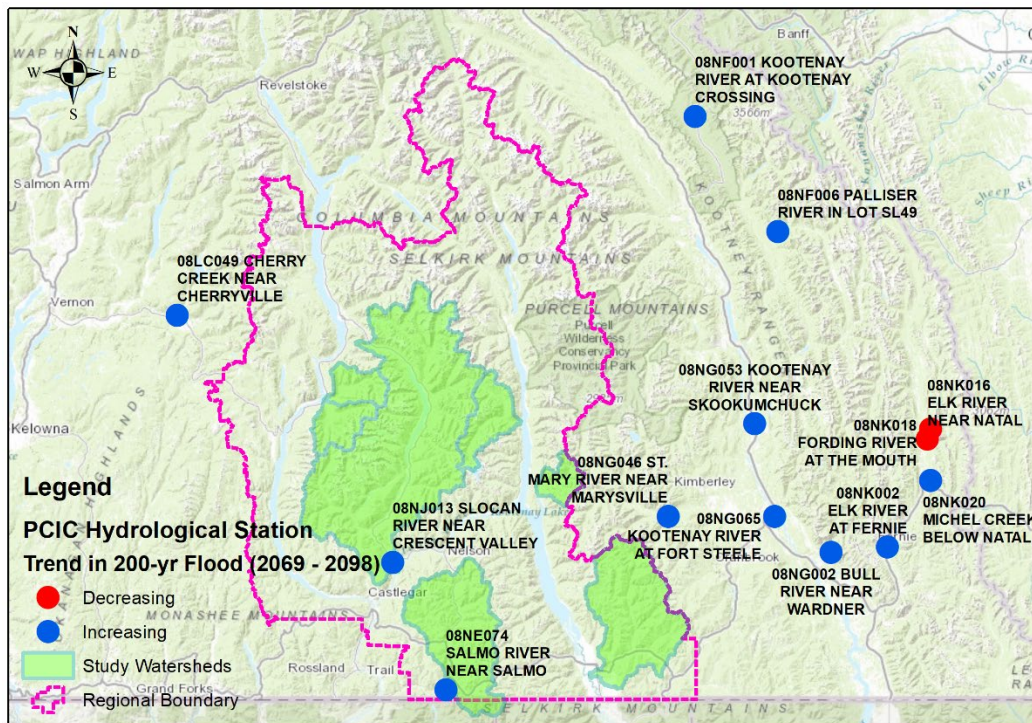 N
W E
S
WAP HIGHLAND
Revelstoke
Salmon Arm
Banff
Elbow River
08NF001 KOOTENAY
RIVER AT KOOTENAY
CROSSING
3566m
08NF006 PALLISER
RIVER IN LOT SL49
Sheep River
COLUMBIA MOUNTAINS
SELKIRK MOUNTAINS
KOOTENEY RANGE
08LC049 CHERRY
CREEK NEAR
CHERRYVILLE
Vernon
PURCELL MOUNTAINS
Purcell
Wilderness
Conservancy
Provincial Park
08NG053 KOOTENAY
RIVER NEAR
SKOOKUMCHUCK
08NK016
ELK RIVER
NEAR NATAL
08NK018
FORDING RIVER
AT THE MOUTH
Kelowna
08NG046 ST.
MARY RIVER NEAR
MARYSVILLE
Kimberley
08NK002
ELK RIVER
AT FERNIE
08NK020
MICHEL CREEK
BELOW NATAL
08NG065
KOOTENAY RIVER
AT FORT STEELE
08NJ013 SLOCAN
RIVER NEAR
CRESCENT VALLEY
Nelson
Castlegar
08NG002 BULL
RIVER NEAR
WARDNER
Legend
PCIC Hydrological Station
Trend in 200-yr Flood (2069 - 2098)
Decreasing
Increasing
Study Watersheds
Regional Boundary
MONASHEE MOUNTAINS
Rossland
Trail
Grand Forks
08NE074
SALMO RIVER
NEAR SALMO
SELKIRK MOUNTAINS